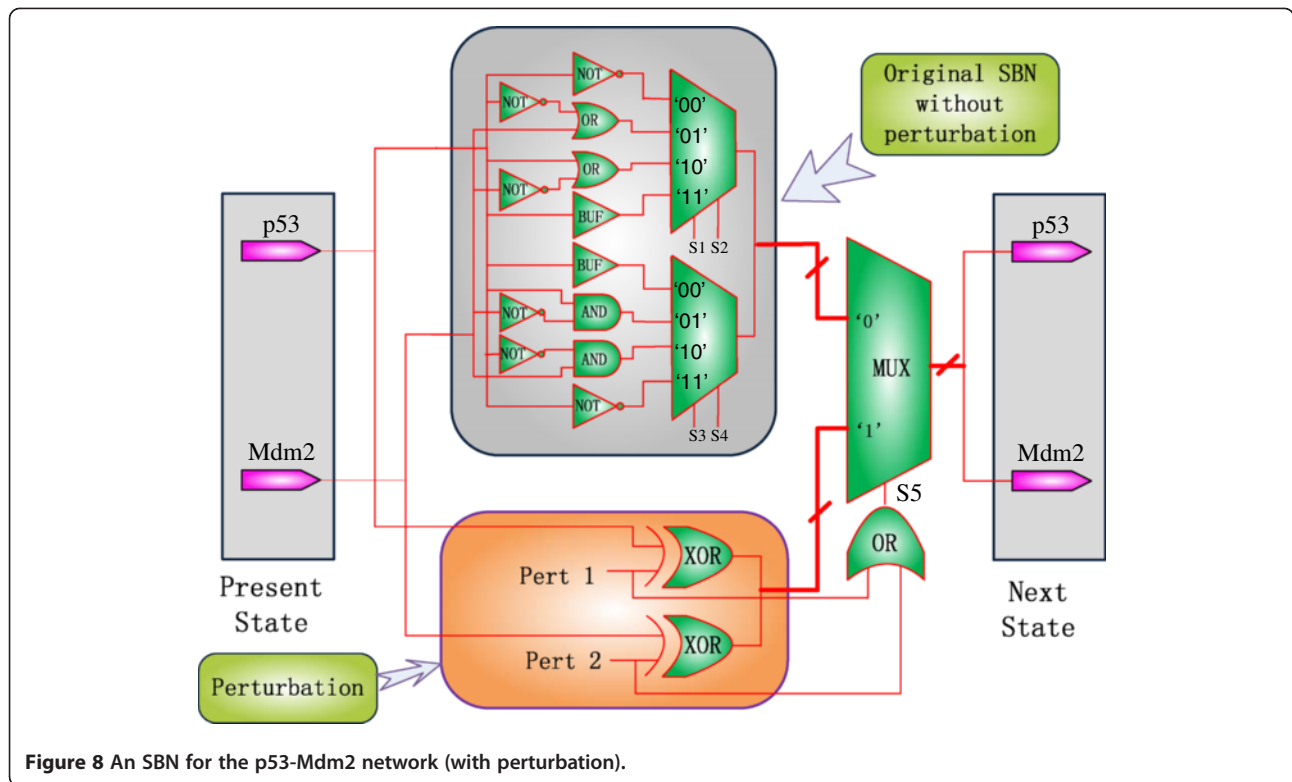 NOT
NOT
OR
OR
NOT
BUF
'00'
'01'
'10'
'11'
S1 S2
BUF
NOT
AND
NOT
AND
NOT
'00'
'01'
'10'
'11'
S3 S4
Original SBN
without
perturbation
p53
Mdm2
Present
State
'0'
MUX
'1'
S5
OR
p53
Mdm2
Next
State
XOR
Pert 1
XOR
Pert 2
Perturbation
Figure 8 An SBN for the p53-Mdm2 network (with perturbation).